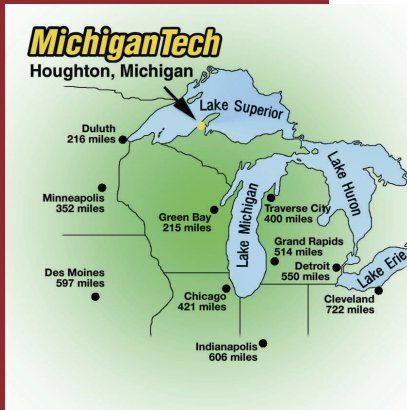 MichiganTech
Houghton, Michigan
Lake Superior
Duluth
216 miles
Lake Huron
Minneapolis
352 miles
Green Bay
215 miles
Lake Michigan
Traverse City
400 miles
Grand Rapids
514 miles
Detroit
550 miles
Lake Erie
Des Moines
597 miles
Chicago
421 miles
Cleveland
722 miles
Indianapolis
606 miles